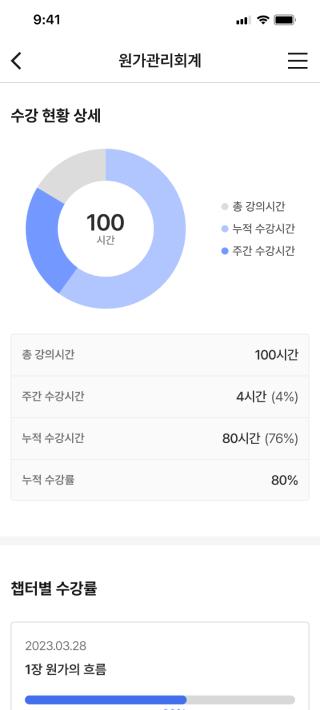 9:41
원가관리회계
수강 현황 상세
100
시간
총 강의시간
누적 수강시간
주간 수강시간
총 강의시간 100시간
주간 수강시간 4시간 (4%)
누적 수강시간 80시간 (76%)
누적 수강률 80%
챕터별 수강률
2023.03.28
1장 원가의 흐름